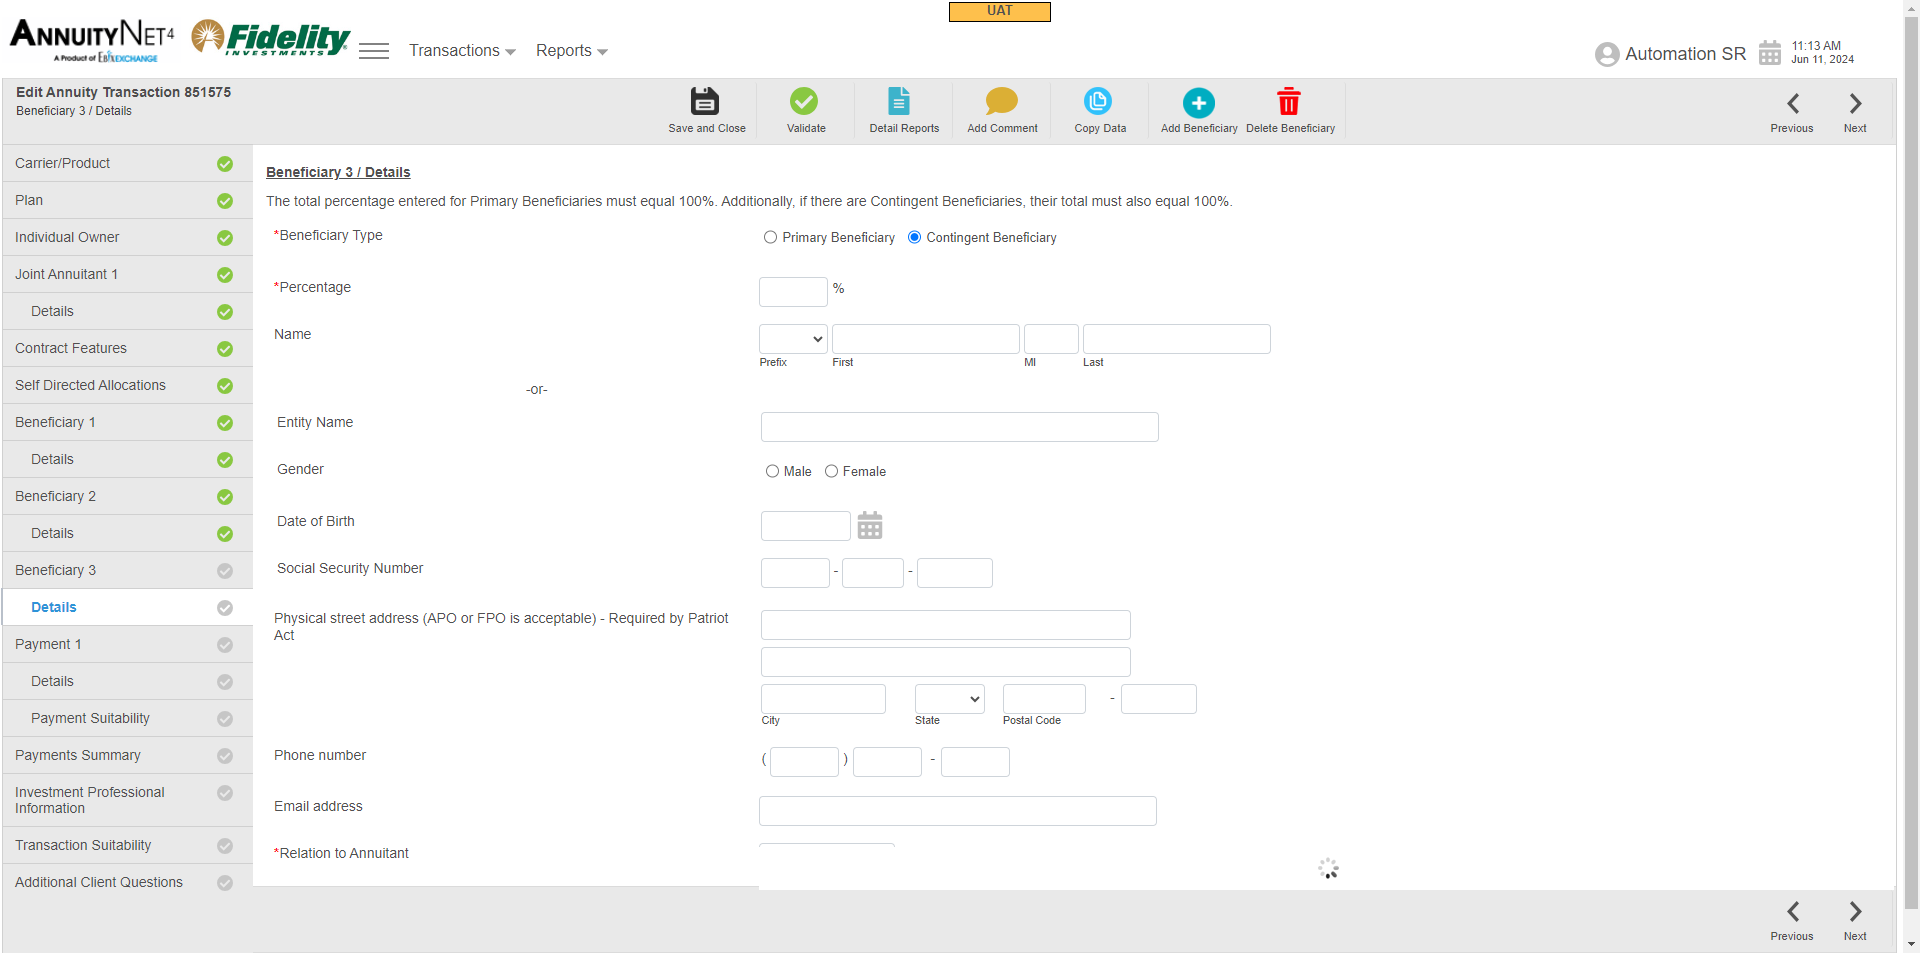 UAT
ANNUITYNET4
A Product of EbixEXCHANGE
Fidelity
INVESTMENTS
Transactions
Reports
Automation SR
11:13 AM
Jun 11, 2024
Edit Annuity Transaction 851575
Beneficiary 3 / Details
Save and Close
Validate
Detail Reports
Add Comment
Copy Data
Add Beneficiary
Delete Beneficiary
Previous
Next
Carrier/Product
Plan
Individual Owner
Joint Annuitant 1
Details
Contract Features
Self Directed Allocations
Beneficiary 1
Details
Beneficiary 2
Details
Beneficiary 3
Details
Payment 1
Details
Payment Suitability
Payments Summary
Investment Professional
Information
Transaction Suitability
Additional Client Questions
Beneficiary 3 / Details
The total percentage entered for Primary Beneficiaries must equal 100%. Additionally, if there are Contingent Beneficiaries, their total must also equal 100%.
*Beneficiary Type
Primary Beneficiary
Contingent Beneficiary
*Percentage
%
Name
Prefix
First
MI
Last
-or-
Entity Name
Gender
Male
Female
Date of Birth
Social Security Number
- -
Physical street address (APO or FPO is acceptable) - Required by Patriot
Act
-
City
State
Postal Code
Phone number
( ) -
Email address
*Relation to Annuitant
Previous
Next